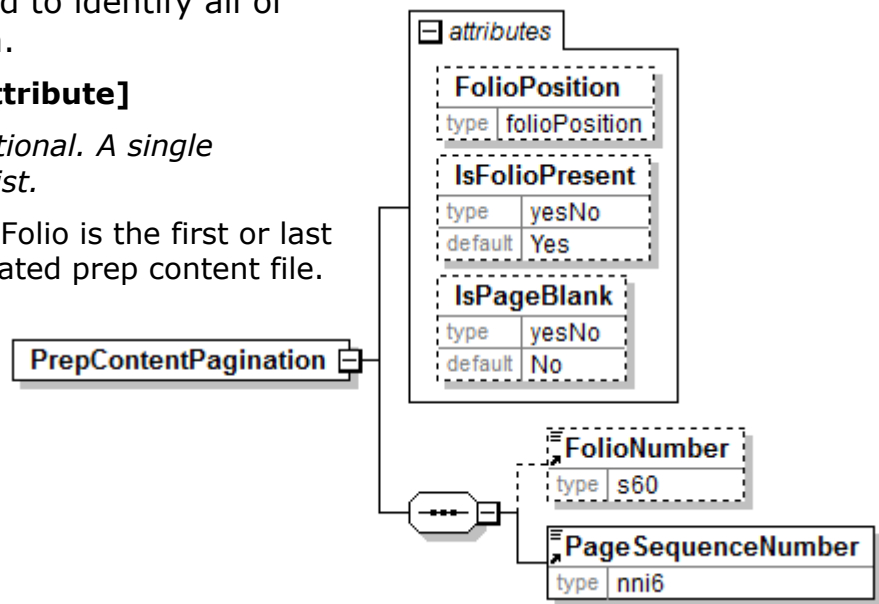 d to identify all of
ttribute]
tional. A single
ist.
Folio is the first or last
ated prep content file.
attributes
FolioPosition
type folioPosition
IsFolioPresent
type yesNo
default Yes
IsPageBlank
type yesNo
default No
PrepContentPagination
FolioNumber
type s60
PageSequenceNumber
type nni6